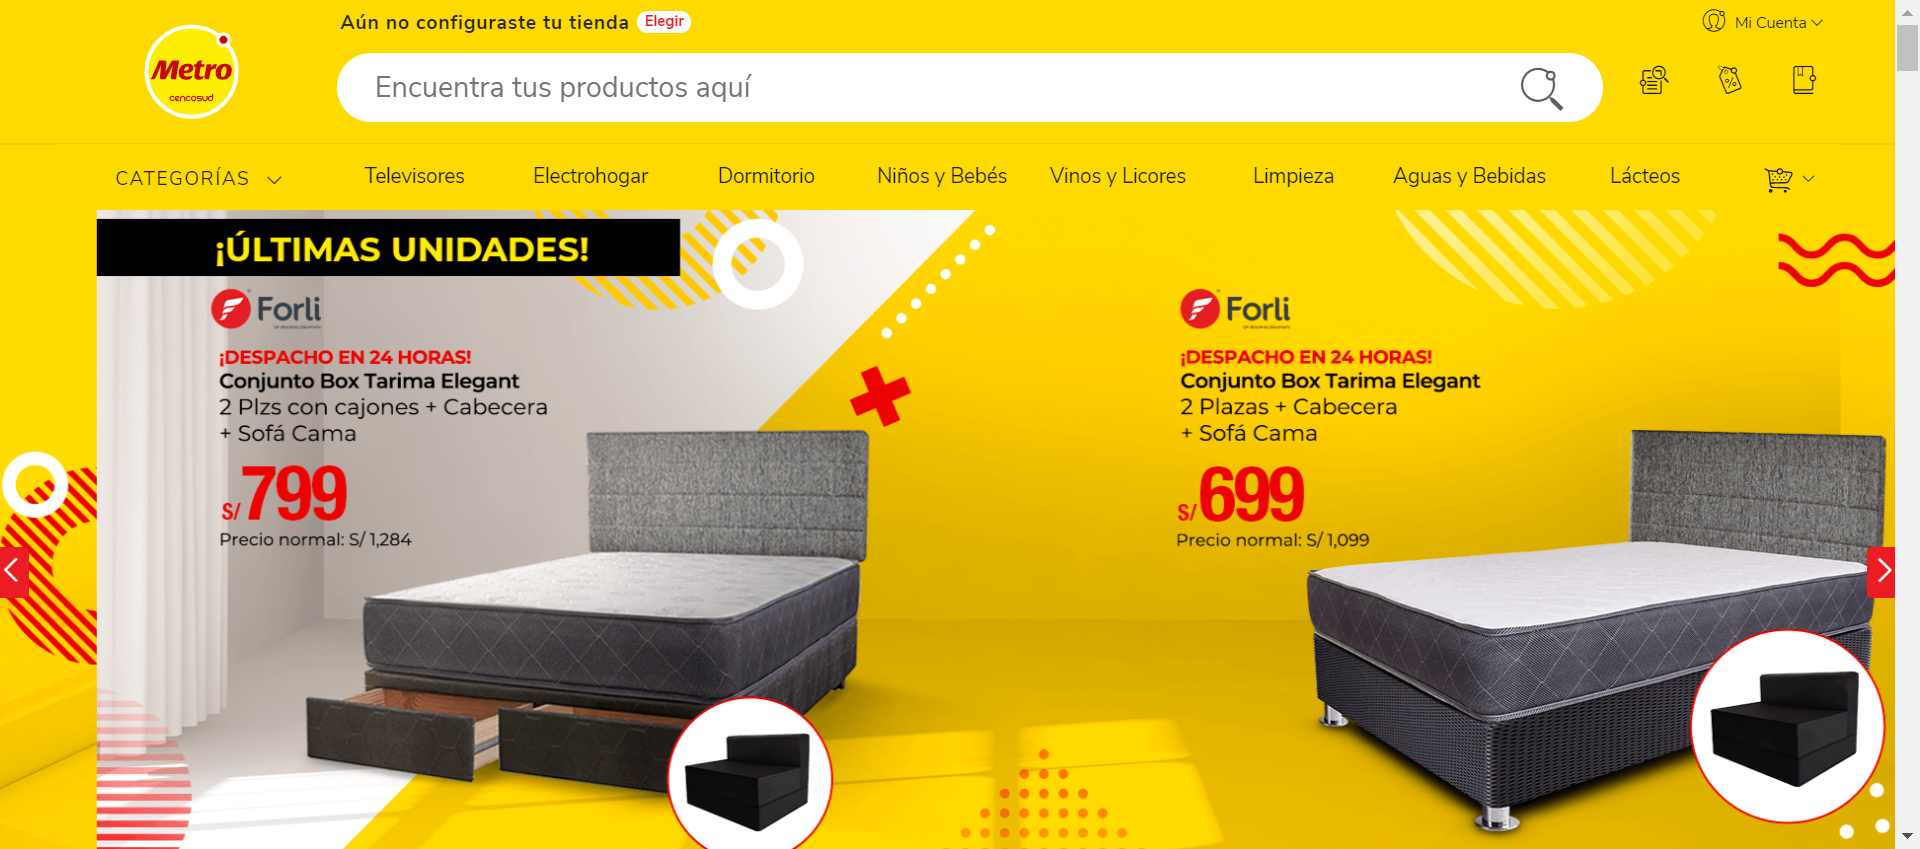 Aún no configuraste tu tienda Elegir
Mi Cuenta
Metro
cencosud
Encuentra tus productos aquí
CATEGORÍAS
Televisores
Electrohogar
Dormitorio
Niños y Bebés
Vinos y Licores
Limpieza
Aguas y Bebidas
Lácteos
¡ÚLTIMAS UNIDADES!
Forli
¡DESPACHO EN 24 HORAS!
Conjunto Box Tarima Elegant
2 Plzs con cajones + Cabecera
+ Sofá Cama
S/799
Precio normal: S/ 1,284
Forli
¡DESPACHO EN 24 HORAS!
Conjunto Box Tarima Elegant
2 Plazas + Cabecera
+ Sofá Cama
S/699
Precio normal: S/ 1,099